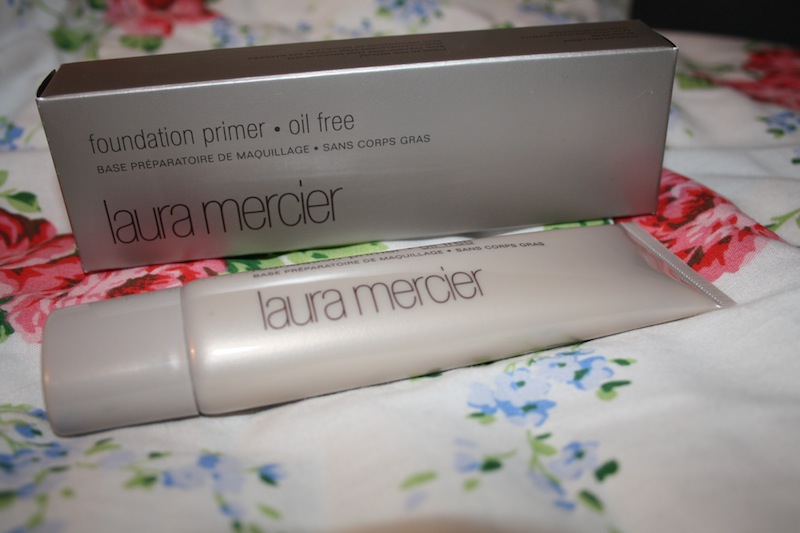 foundation primer • oil free
BASE PRÉPARATOIRE DE MAQUILLAGE • SANS CORPS GRAS
laura mercier
BASE PRÉPARATOIRE DE MAQUILLAGE • SANS CORPS GRAS
laura mercier